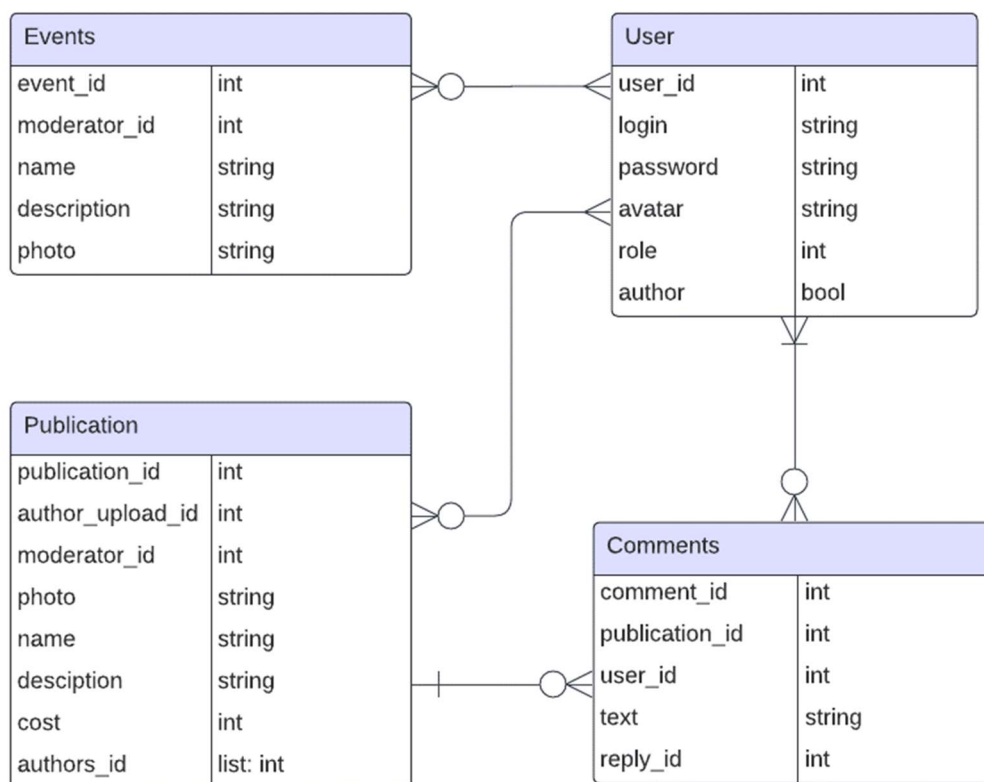 Events
event_id int
moderator_id int
name string
description string
photo string
User
user_id int
login string
password string
avatar string
role int
author bool
Publication
publication_id int
author_upload_id int
moderator_id int
photo string
name string
desciption string
cost int
authors_id list: int
Comments
comment_id int
publication_id int
user_id int
text string
reply_id int